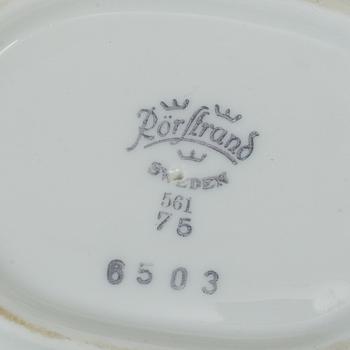 Rörstrand
SWEDEN
561
75
6503